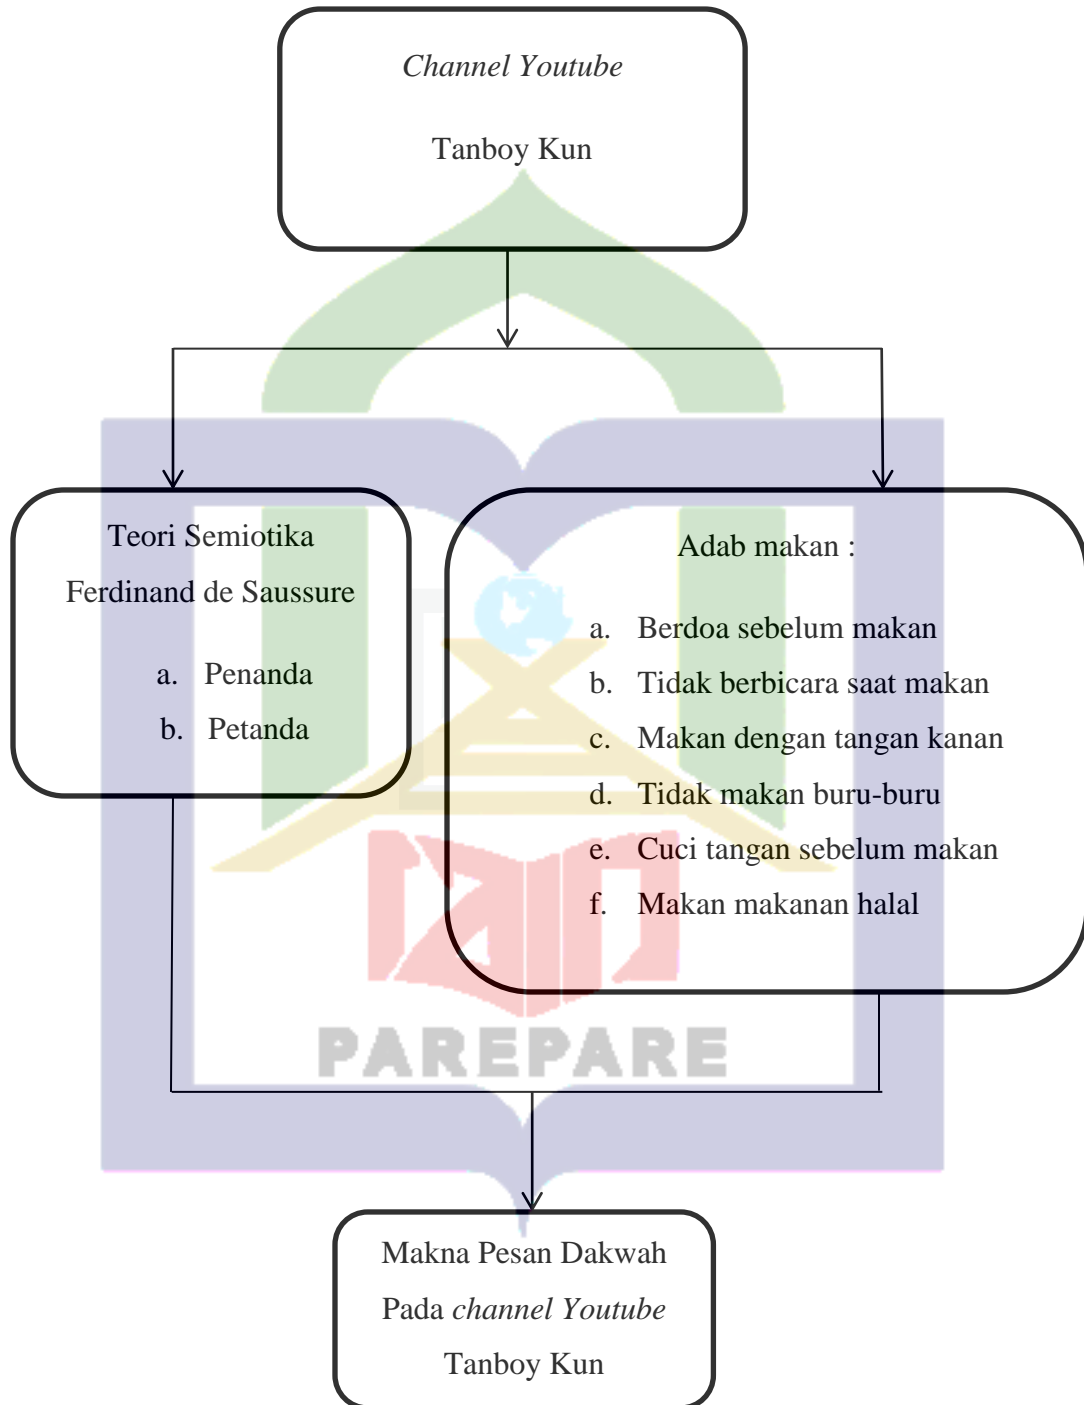 Channel Youtube
Tanboy Kun
Teori Semiotika
Ferdinand de Saussure
a. Penanda
b. Petanda
Adab makan :
a. Berdoa sebelum makan
b. Tidak berbicara saat makan
c. Makan dengan tangan kanan
d. Tidak makan buru-buru
e. Cuci tangan sebelum makan
f. Makan makanan halal
PAREPARE
Makna Pesan Dakwah
Pada channel Youtube
Tanboy Kun